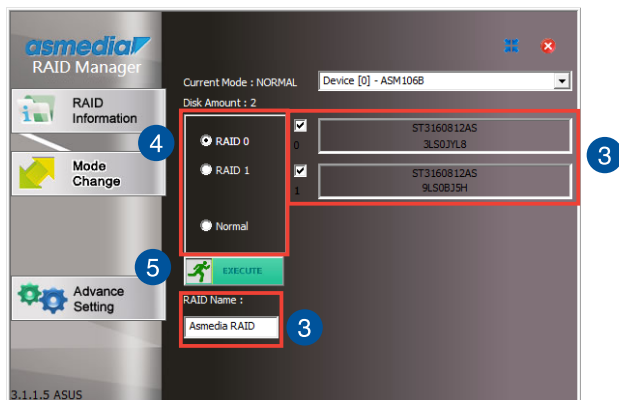 asmedia
RAID Manager
Current Mode : NORMAL
Device [0] - ASM106B
Disk Amount : 2
RAID
Information
4
RAID 0
0
ST3160812AS
3LS0JYL8
3
Mode
Change
RAID 1
1
ST3160812AS
9LS0BJ5H
Normal
5
EXECUTE
Advance
Setting
RAID Name :
Asmedia RAID
3
3.1.1.5 ASUS